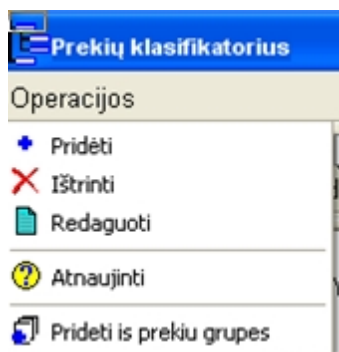 Prekių klasifikatorius
Operacijos
Pridėti
Ištrinti
Redaguoti
Atnaujinti
Prideti is prekiu grupes